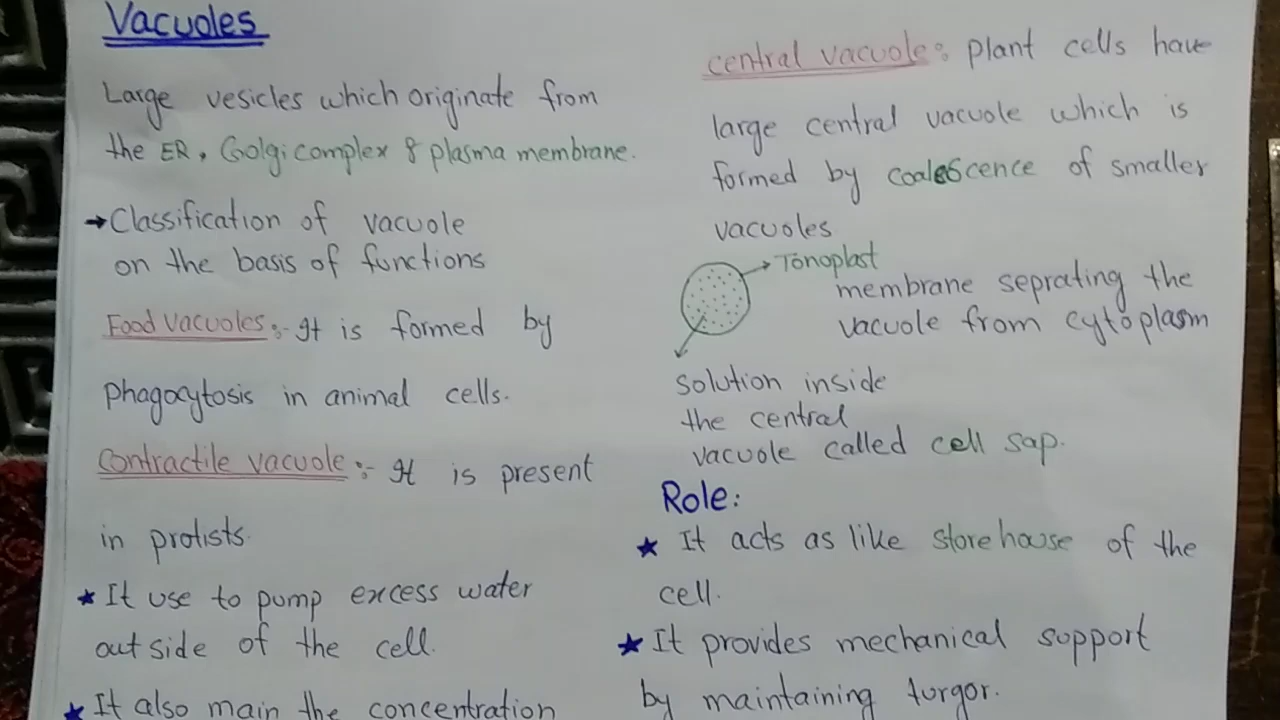 Vacuoles
Large vesicles which originate from
the ER, Golgi complex & plasma membrane.
→Classification of vacuole
on the basis of functions
Food vacuoles:- It is formed by
phagocytosis in animal cells.
Contractile vacuole:- It is present
in protists.
★ It use to pump excess water
out side of the cell.
★ It also main the concentration
central vacuole: plant cells have
large central vacuole which is
formed by coalescence of smaller
vacuoles
Tonoplast
membrane seprating the
vacuole from cytoplasm
solution inside
the central
vacuole called cell sap.
Role:
★ It acts as like store house of the
cell.
★ It provides mechanical support
by maintaining turgor.